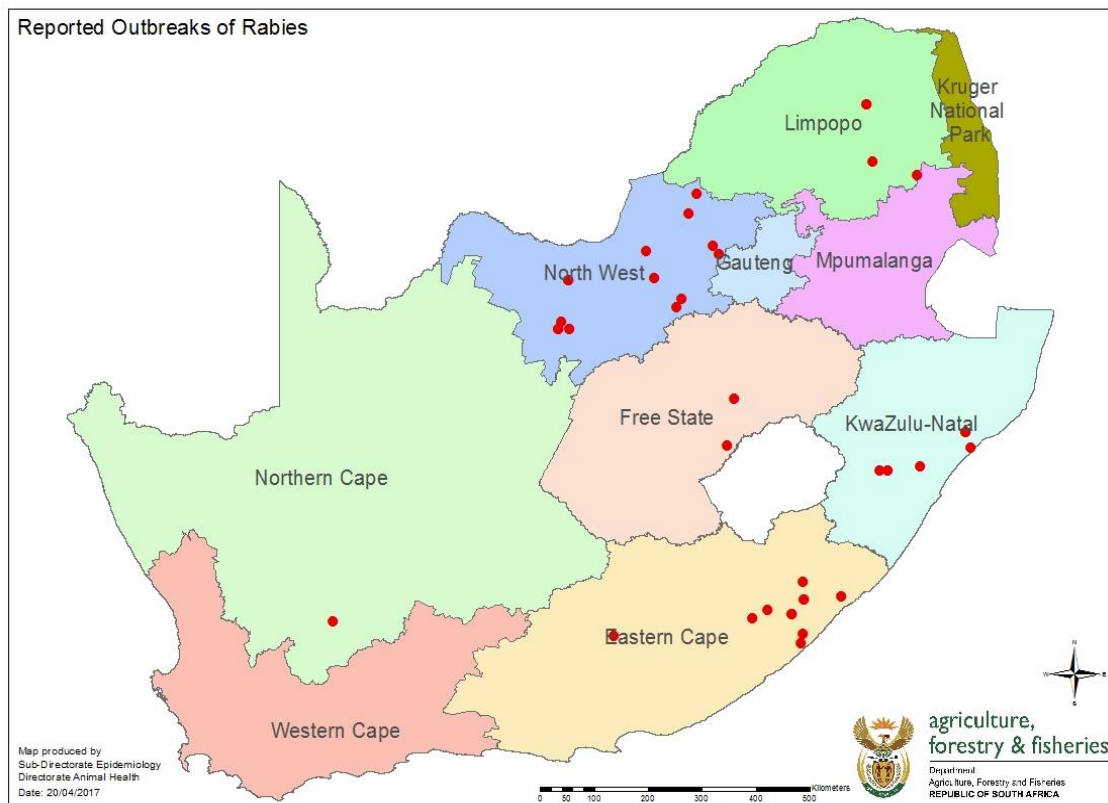 Reported Outbreaks of Rabies
Kruger
National
Park
Limpopo
North West
Gauteng
Mpumalanga
Free State
KwaZulu-Natal
Northern Cape
Eastern Cape
Western Cape
N
W
E
S
Map produced by
Sub-Directorate Epidemiology
Directorate Animal Health
Date: 20/04/2017
0 50 100 200 300 400 500
Kilometers
agriculture,
forestry & fisheries
Department:
Agriculture, Forestry and Fisheries
REPUBLIC OF SOUTH AFRICA